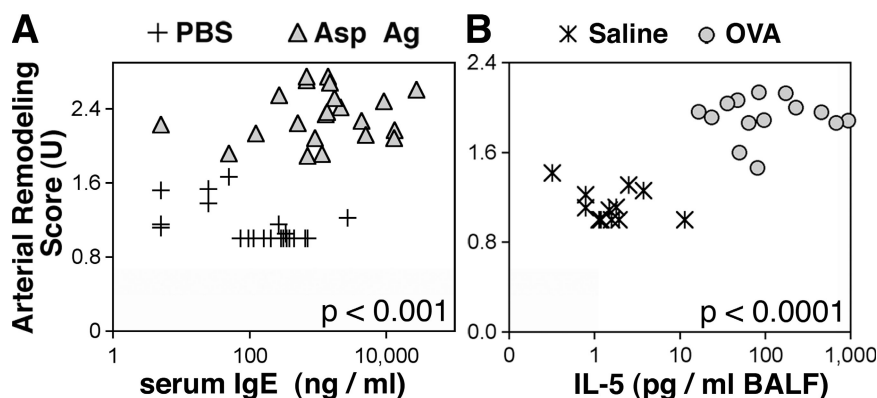 A
PBS
Asp Ag
Arterial Remodeling
Score (U)
2.4
1.6
0.8
0
p < 0.001
1
100
10,000
serum IgE (ng / ml)
B
Saline
OVA
2.4
1.6
0.8
0.0
p < 0.0001
0
1
10
100
1,000
IL-5 (pg / ml BALF)